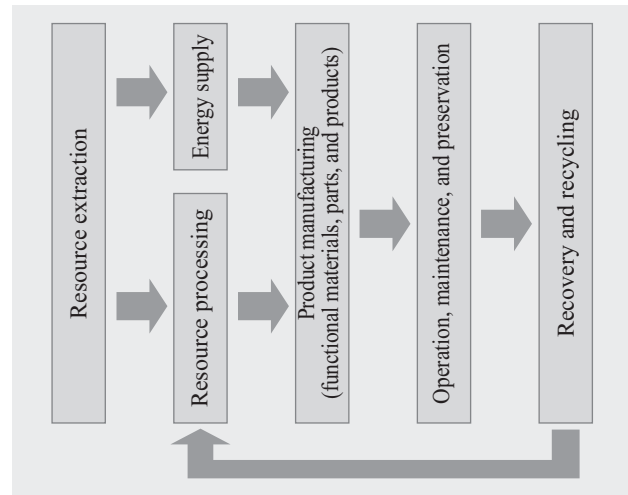 Resource extraction
Energy supply
Resource processing
Product manufacturing
(functional materials, parts, and products)
Operation, maintenance, and preservation
Recovery and recycling